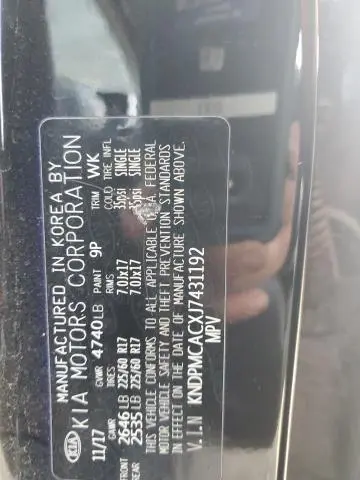 KIA
MANUFACTURED IN KOREA BY
KIA MOTORS CORPORATION
11/17 PAINT 9P TRIM WK
GVWR 4740LB
TIRES RIMS COLD TIRE INFL
FRONT 2646LB 225/60 R17 7.0Jx17 35psi SINGLE
REAR 2535LB 225/60 R17 7.0Jx17 35psi SINGLE
THIS VEHICLE CONFORMS TO ALL APPLICABLE U.S.A FEDERAL
MOTOR VEHICLE SAFETY AND THEFT PREVENTION STANDARDS
IN EFFECT ON THE DATE OF MANUFACTURE SHOWN ABOVE.
V.I.N KNDPMCACXJ7431192
MPV